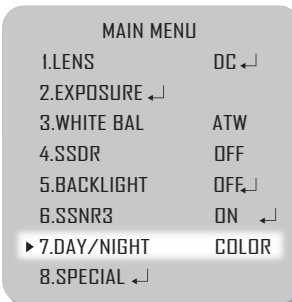 MAIN MENU
1.LENS DC ↵
2.EXPOSURE ↵
3.WHITE BAL ATW
4.SSDR OFF
5.BACKLIGHT OFF↵
6.SSNR3 ON ↵
▶ 7.DAY/NIGHT COLOR
8.SPECIAL ↵